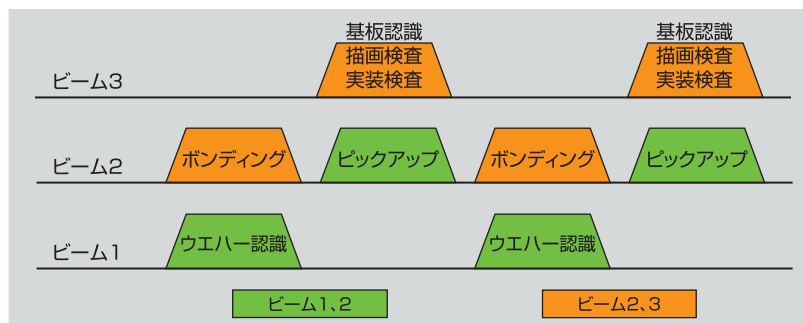 基板認識
描画検査
実装検査
基板認識
描画検査
実装検査
ビーム3
ボンディング
ピックアップ
ボンディング
ピックアップ
ビーム2
ウエハー認識
ウエハー認識
ビーム1
ビーム1、2
ビーム2、3